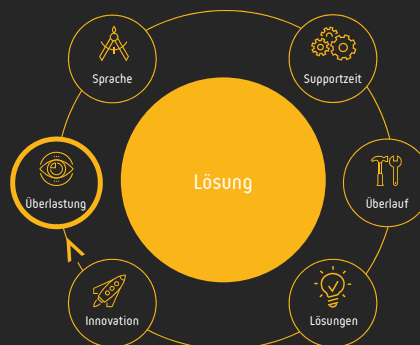 Sprache
Supportzeit
Lösung
Überlastung
Überlauf
Innovation
Lösungen